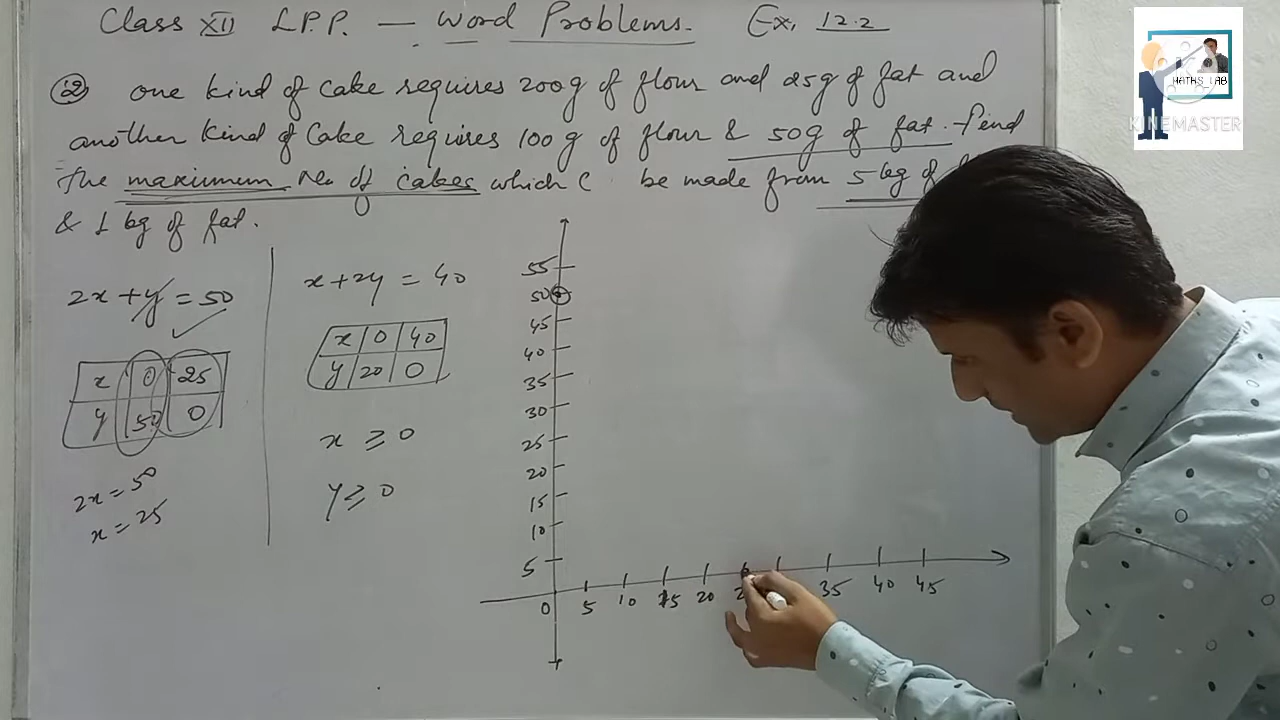 Class XII L.P.P. — Word Problems. Ex. 12.2
② one kind of cake requires 200g of flour and 25g of fat and
another kind of cake requires 100g of flour & 50g of fat. Find
the maximum no. of cakes which be made from 5 kg of
& 1 kg of fat.
2x + y = 50
x 0 25
y 50 0
2x = 50
x = 25
x + 2y = 40
x 0 40
y 20 0
x ≥ 0
y ≥ 0
55
50
45
40
35
30
25
20
15
10
5
0 5 10 15 20 35 40 45
MATHS_LAB
KINEMASTER